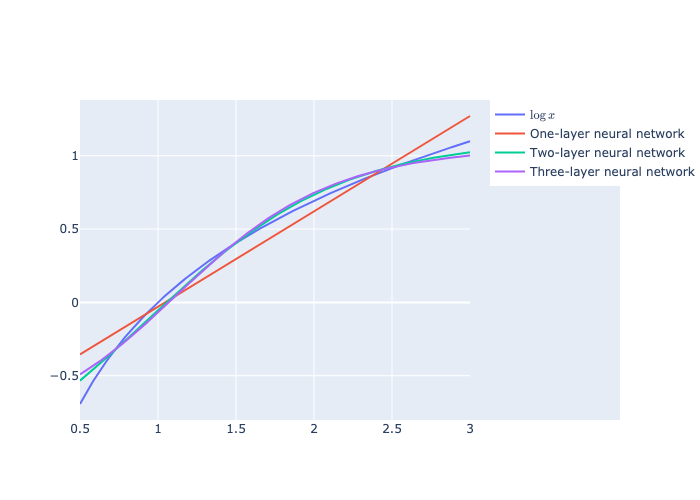 log x
One-layer neural network
Two-layer neural network
Three-layer neural network
1
0.5
0
−0.5
0.5 1 1.5 2 2.5 3